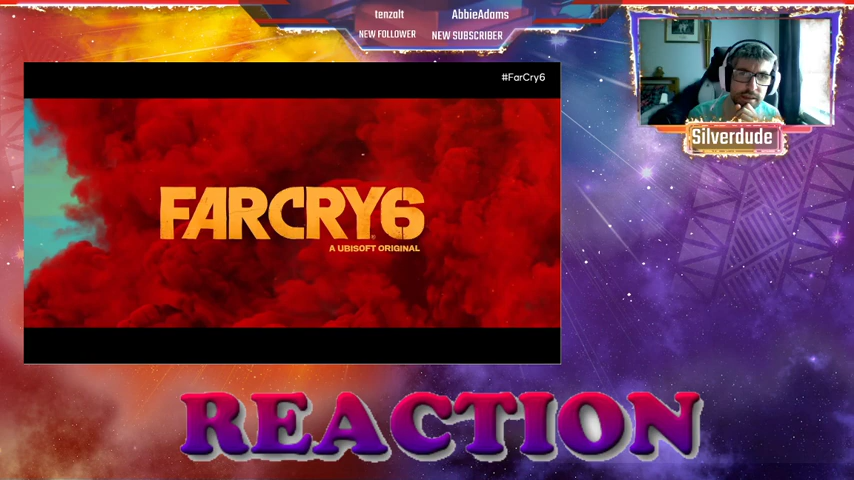 tenzalt AbbieAdams
NEW FOLLOWER NEW SUBSCRIBER
#FarCry6
Silverdude
FARCRY6
A UBISOFT ORIGINAL
REACTION